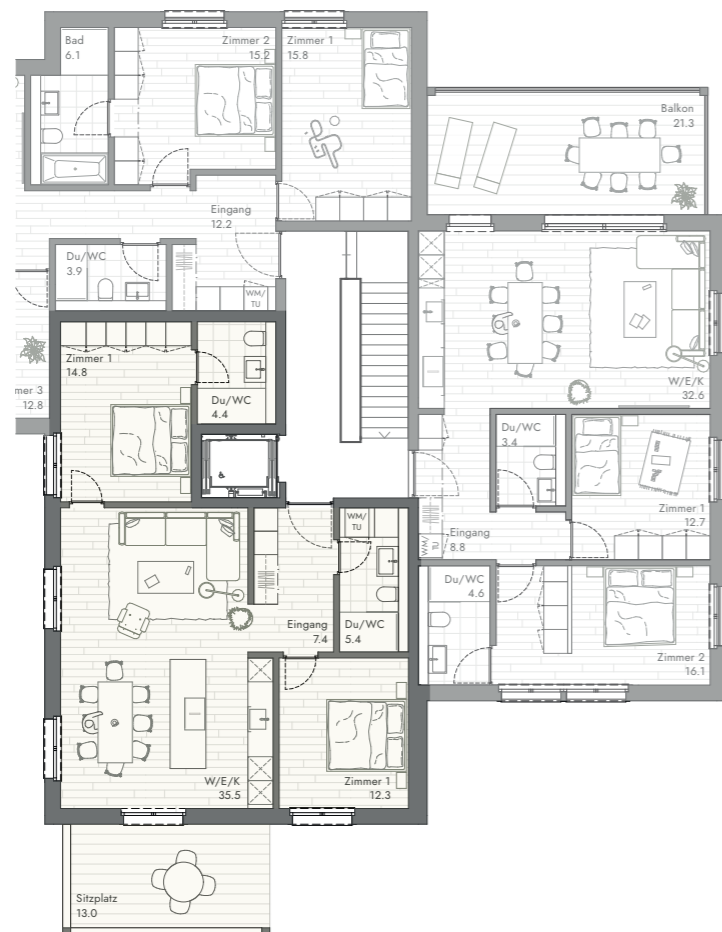 Bad
6.1
Zimmer 2
15.2
Zimmer 1
15.8
Balkon
21.3
Eingang
12.2
Du/WC
3.9
WM/
TU
Zimmer 1
14.8
Du/WC
4.4
mer 3
12.8
W/E/K
32.6
Du/WC
3.4
Zimmer 1
12.7
WM/
TU
Eingang
8.8
WM/
TU
Du/WC
4.6
Zimmer 2
16.1
Eingang
7.4
Du/WC
5.4
W/E/K
35.5
Zimmer 1
12.3
Sitzplatz
13.0